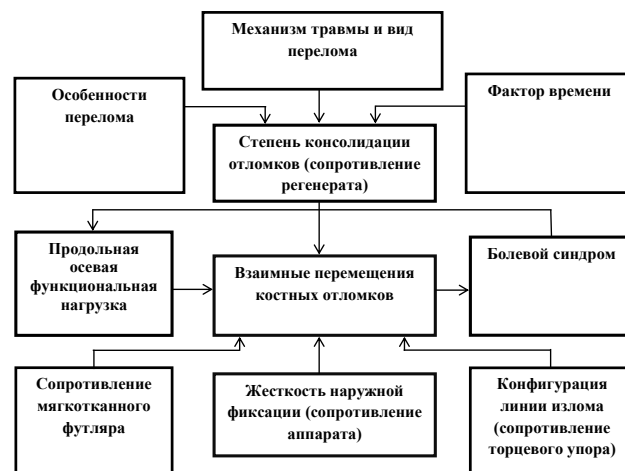 Механизм травмы и вид
перелома
Особенности
перелома
Фактор времени
Степень консолидации
отломков (сопротивление
регенерата)
Продольная
осевая
функциональная
нагрузка
Взаимные перемещения
костных отломков
Болевой синдром
Сопротивление
мягкотканного
футляра
Жесткость наружной
фиксации (сопротивление
аппарата)
Конфигурация
линии излома
(сопротивление
торцевого упора)